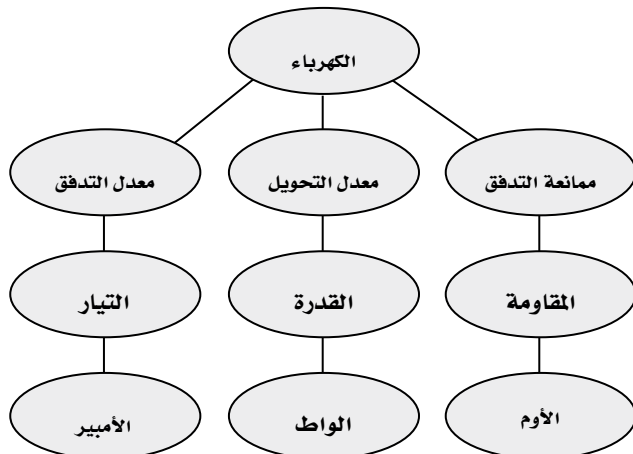 الكهرباء
ممانعة التدفق
معدل التحويل
معدل التدفق
المقاومة
القدرة
التيار
الأوم
الواط
الأمبير